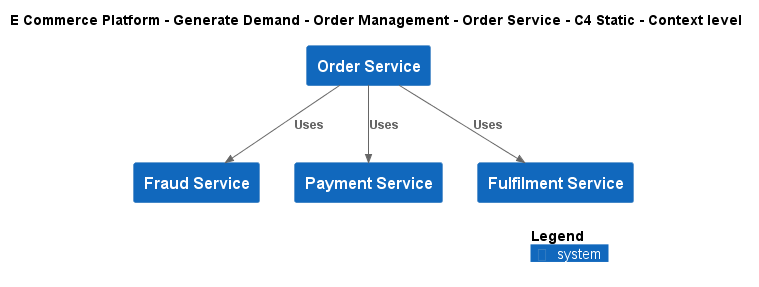 E Commerce Platform - Generate Demand - Order Management - Order Service - C4 Static - Context level
Order Service
Uses Uses Uses
Fraud Service Payment Service Fulfilment Service
Legend
system